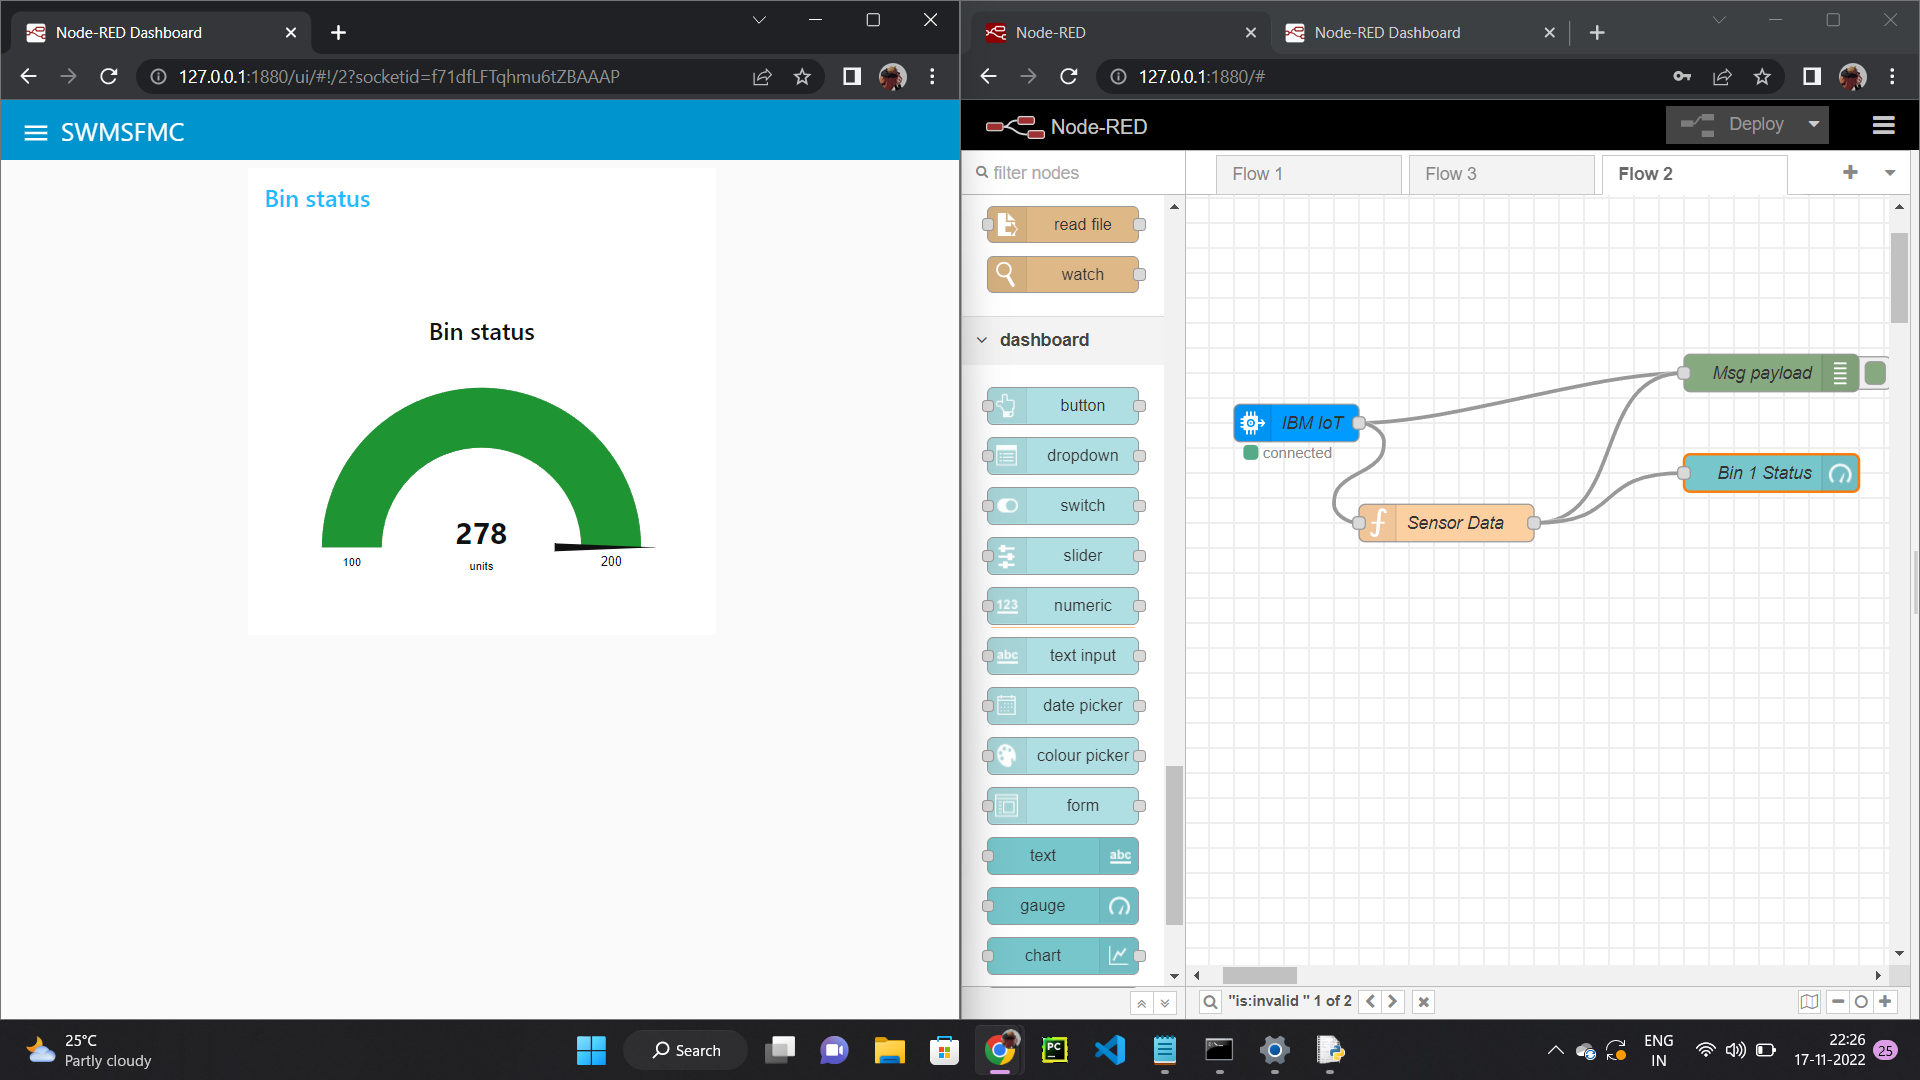 Node-RED Dashboard
127.0.0.1:1880/ui/#!/2?socketid=f71dfLFTqhmu6tZBAAAP
SWMSFMC
Bin status
Bin status
278
units
100
200
Node-RED
Node-RED Dashboard
127.0.0.1:1880/#
Node-RED
Deploy
filter nodes
Flow 1
Flow 3
Flow 2
read file
watch
dashboard
button
dropdown
switch
slider
123 numeric
abc text input
date picker
colour picker
form
text abc
gauge
chart
IBM IoT
connected
Sensor Data
Msg payload
Bin 1 Status
"is:invalid " 1 of 2
25°C
Partly cloudy
Search
PC
ENG
IN
22:26
17-11-2022
25